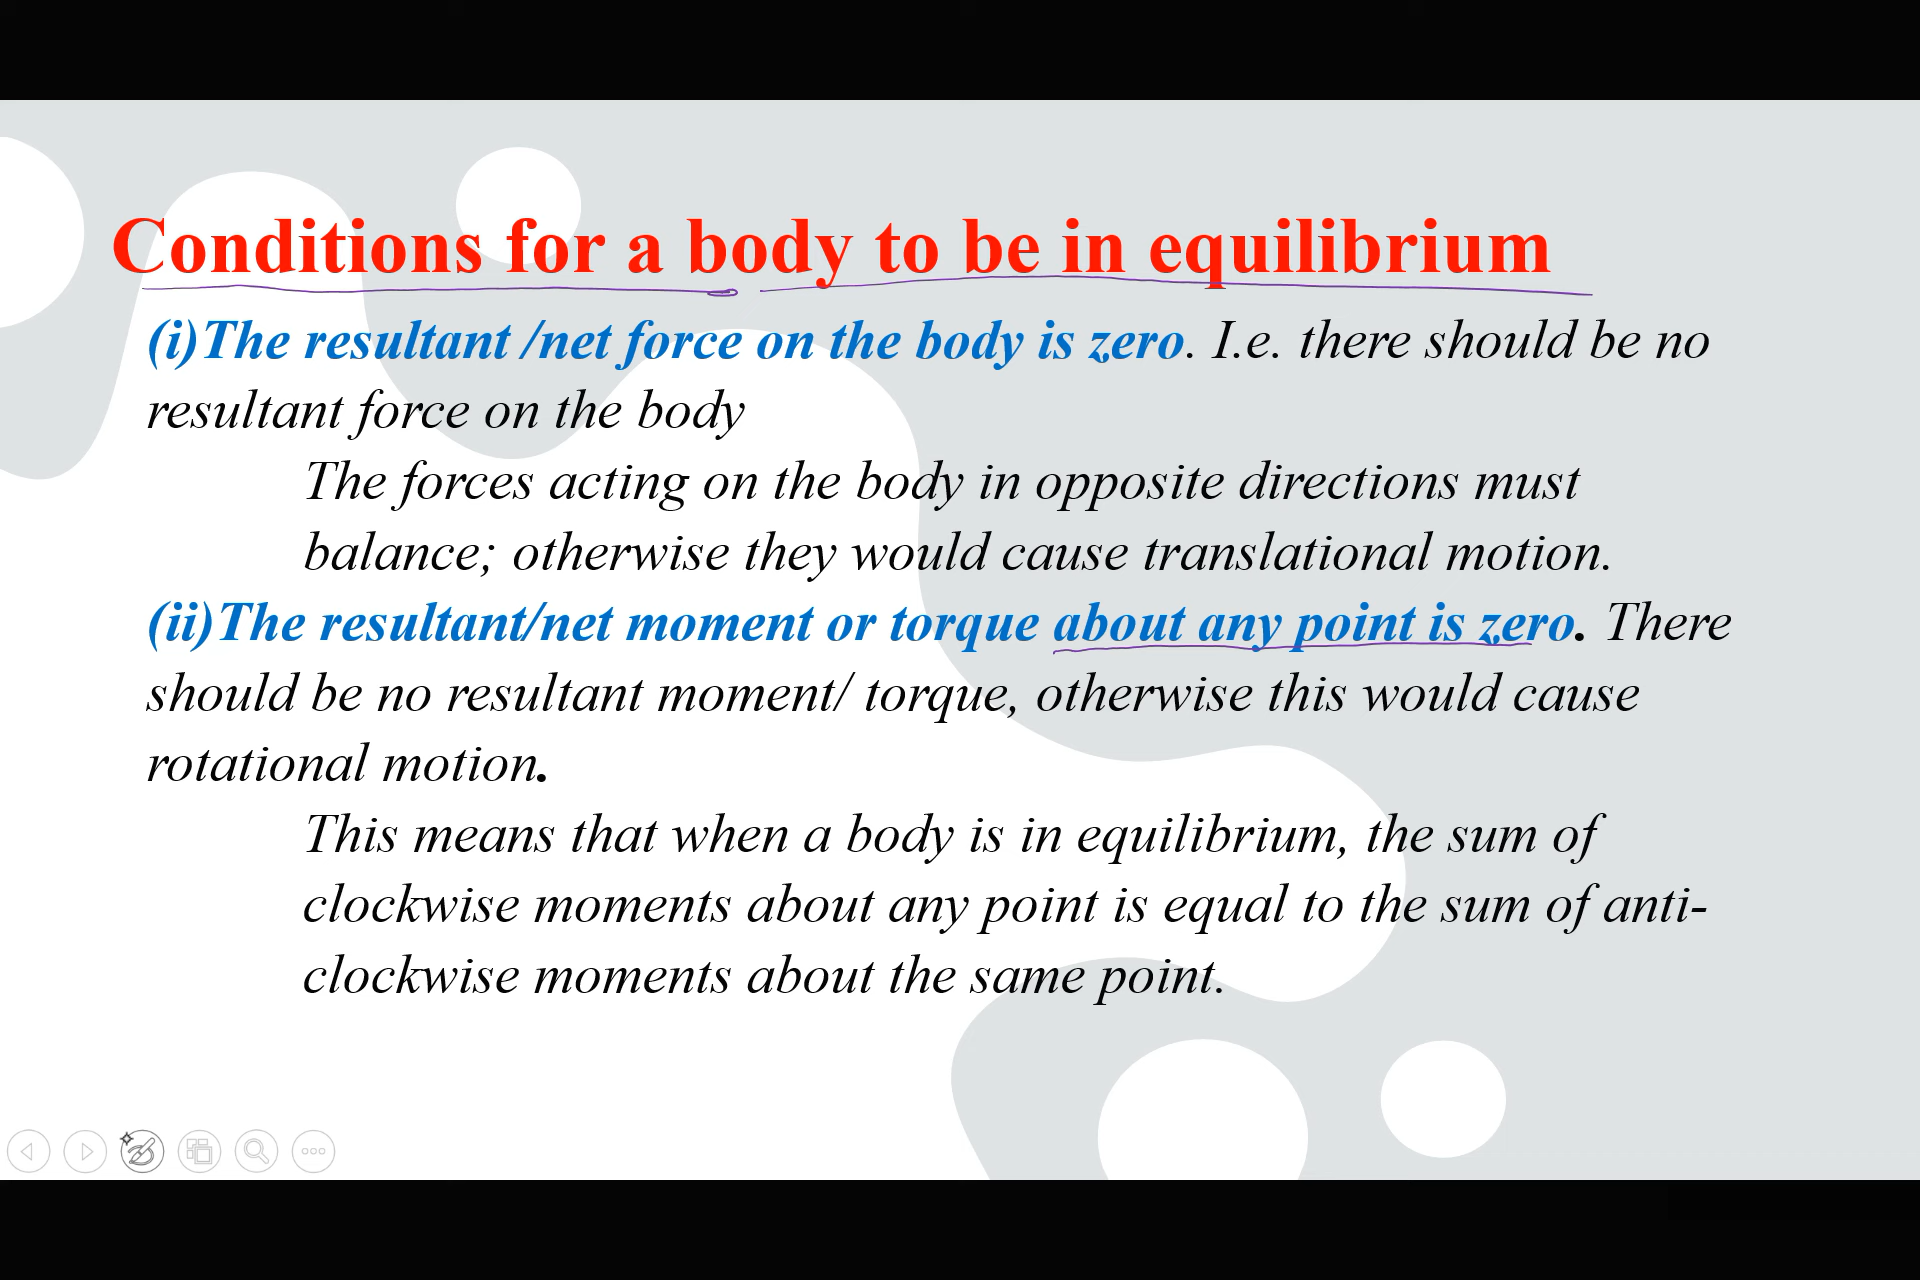 Conditions for a body to be in equilibrium
(i)The resultant /net force on the body is zero. I.e. there should be no
resultant force on the body
The forces acting on the body in opposite directions must
balance; otherwise they would cause translational motion.
(ii)The resultant/net moment or torque about any point is zero. There
should be no resultant moment/ torque, otherwise this would cause
rotational motion.
This means that when a body is in equilibrium, the sum of
clockwise moments about any point is equal to the sum of anti-
clockwise moments about the same point.